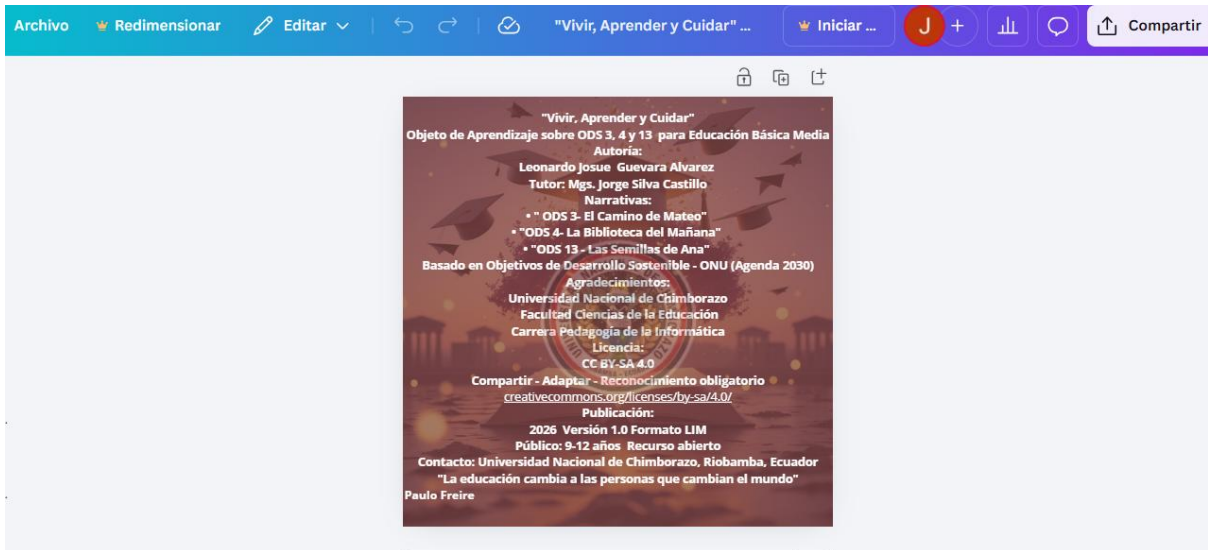 Archivo
Redimensionar
Editar
"Vivir, Aprender y Cuidar" ...
Iniciar ...
J
+
Compartir
"Vivir, Aprender y Cuidar"
Objeto de Aprendizaje sobre ODS 3, 4 y 13 para Educación Básica Media
Autoría:
Leonardo Josue Guevara Alvarez
Tutor: Mgs. Jorge Silva Castillo
Narrativas:
• " ODS 3- El Camino de Mateo"
• "ODS 4- La Biblioteca del Mañana"
• "ODS 13 - Las Semillas de Ana"
Basado en Objetivos de Desarrollo Sostenible - ONU (Agenda 2030)
Agradecimientos:
Universidad Nacional de Chimborazo
Facultad Ciencias de la Educación
Carrera Pedagogía de la Informática
Licencia:
CC BY-SA 4.0
Compartir - Adaptar - Reconocimiento obligatorio
creativecommons.org/licenses/by-sa/4.0/
Publicación:
2026 Versión 1.0 Formato LIM
Público: 9-12 años Recurso abierto
Contacto: Universidad Nacional de Chimborazo, Riobamba, Ecuador
"La educación cambia a las personas que cambian el mundo"
Paulo Freire